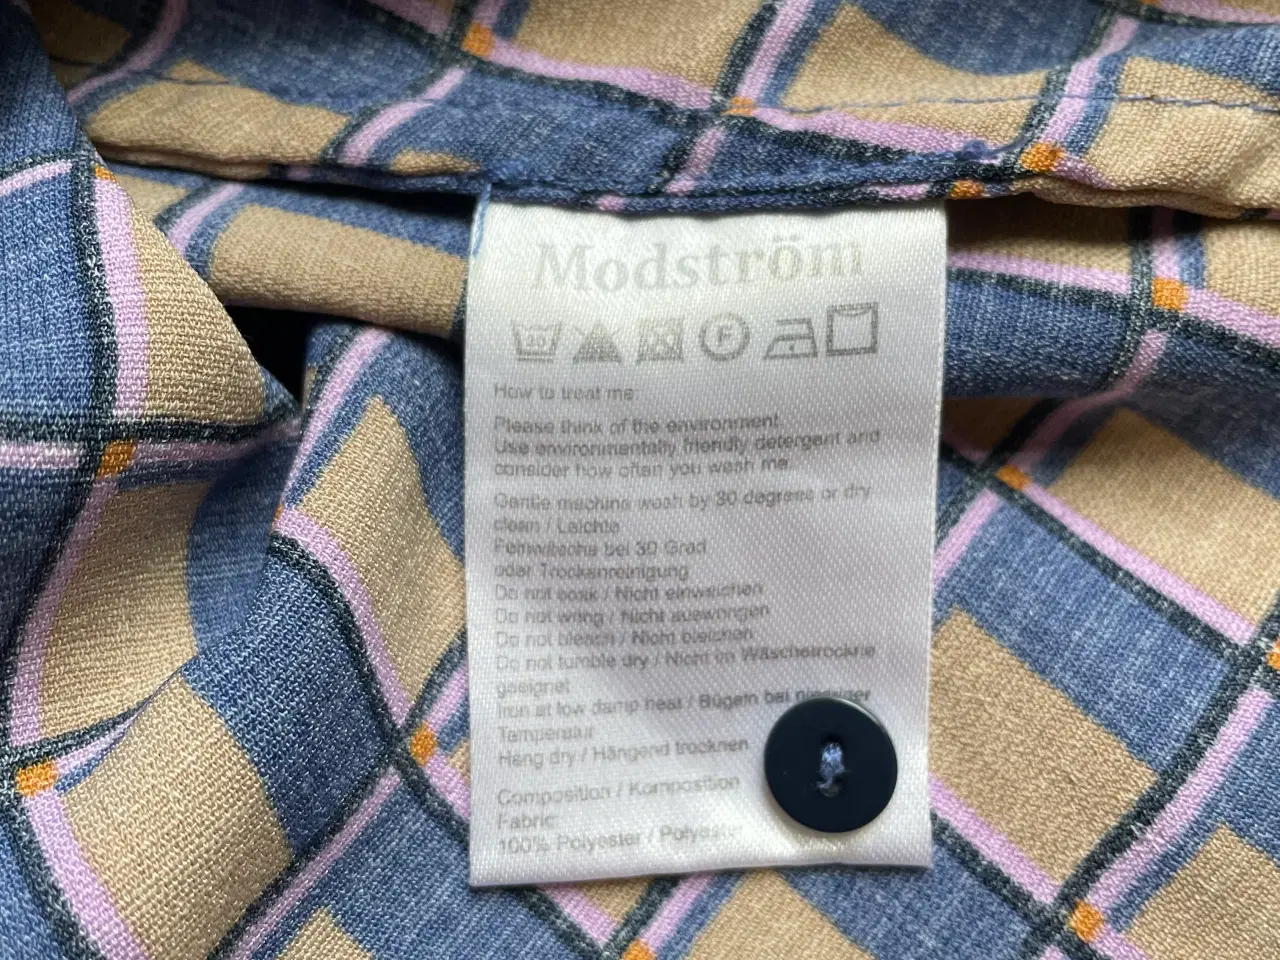 Modström
30
F
How to treat me:
Please think of the environment.
Use environmentally friendly detergent and
consider how often you wash me.
Gentle machine wash by 30 degrees or dry
clean / Leichte
Feinwäsche bei 30 Grad
oder Trockenreinigung
Do not soak / Nicht einweichen
Do not wring / Nicht auswringen
Do not bleach / Nicht bleichen
Do not tumble dry / Nicht im Wäschetrockne
geeignet
Iron at low damp heat / Bügeln bei niedriger
Temperatur
Hang dry / Hängend trocknen
Composition / Komposition
Fabric:
100% Polyester / Polyester